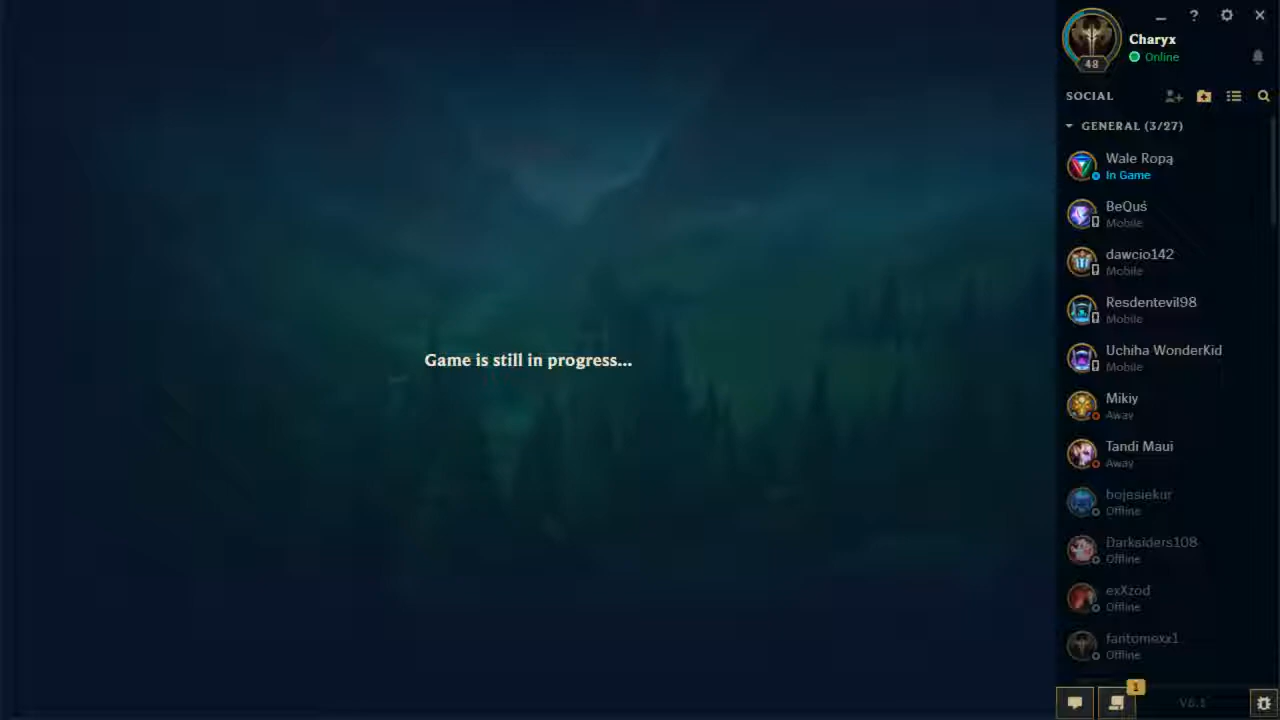 ?
Charyx
48
Online
SOCIAL
GENERAL (3/27)
Wale Ropą
In Game
BeQuś
Mobile
dawcio142
Mobile
Resdentevil98
Mobile
Uchiha WonderKid
Mobile
Mikiy
Away
Tandi Maui
Away
bojesiekur
Offline
Darksiders108
Offline
exXzod
Offline
fantomexx1
Offline
Game is still in progress...
1
V6.1